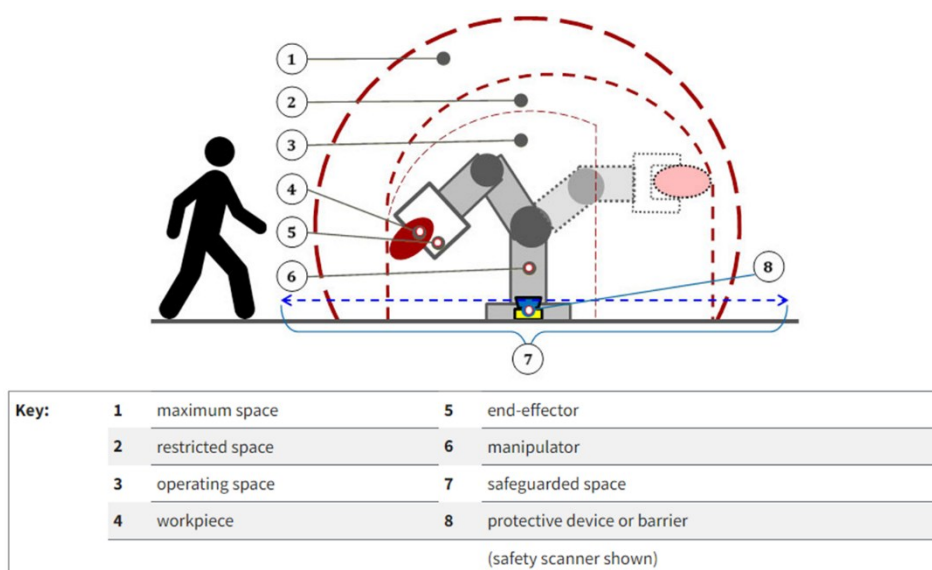 1
2
3
4
5
6
8
7
Key: 1 maximum space 5 end-effector
2 restricted space 6 manipulator
3 operating space 7 safeguarded space
4 workpiece 8 protective device or barrier
(safety scanner shown)